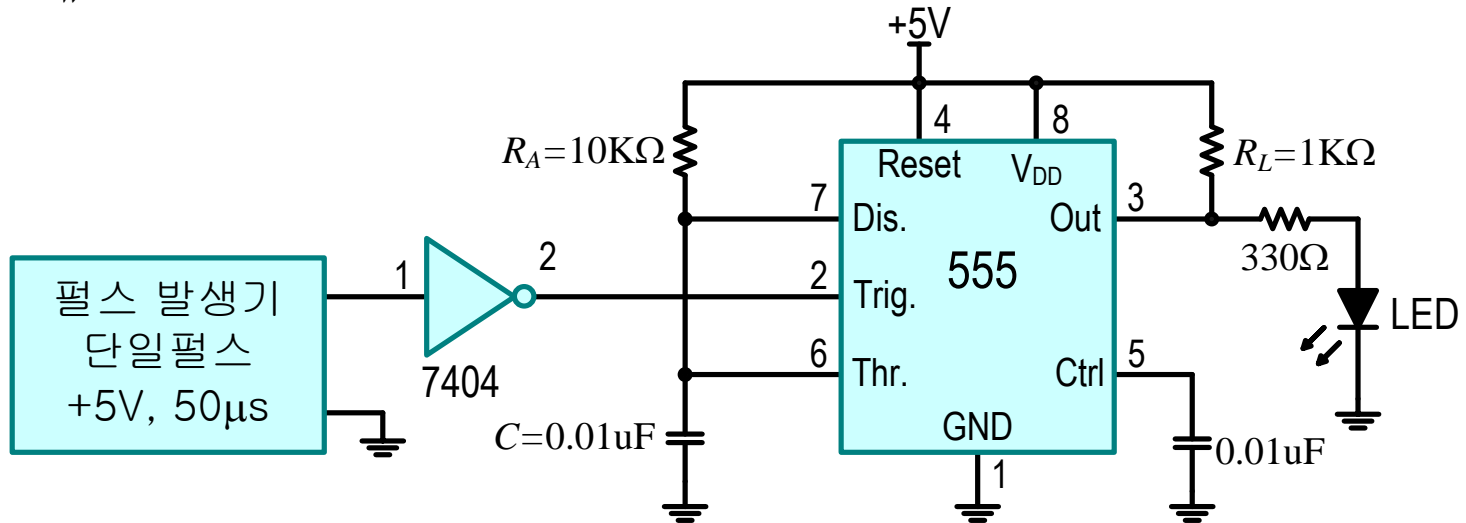 +5V
4
8
R_A=10KΩ
Reset
V_DD
R_L=1KΩ
7
Dis.
Out
3
펄스 발생기
단일펄스
+5V, 50μs
1
2
7404
2
Trig.
555
330Ω
LED
6
Thr.
Ctrl
5
C=0.01uF
GND
1
0.01uF